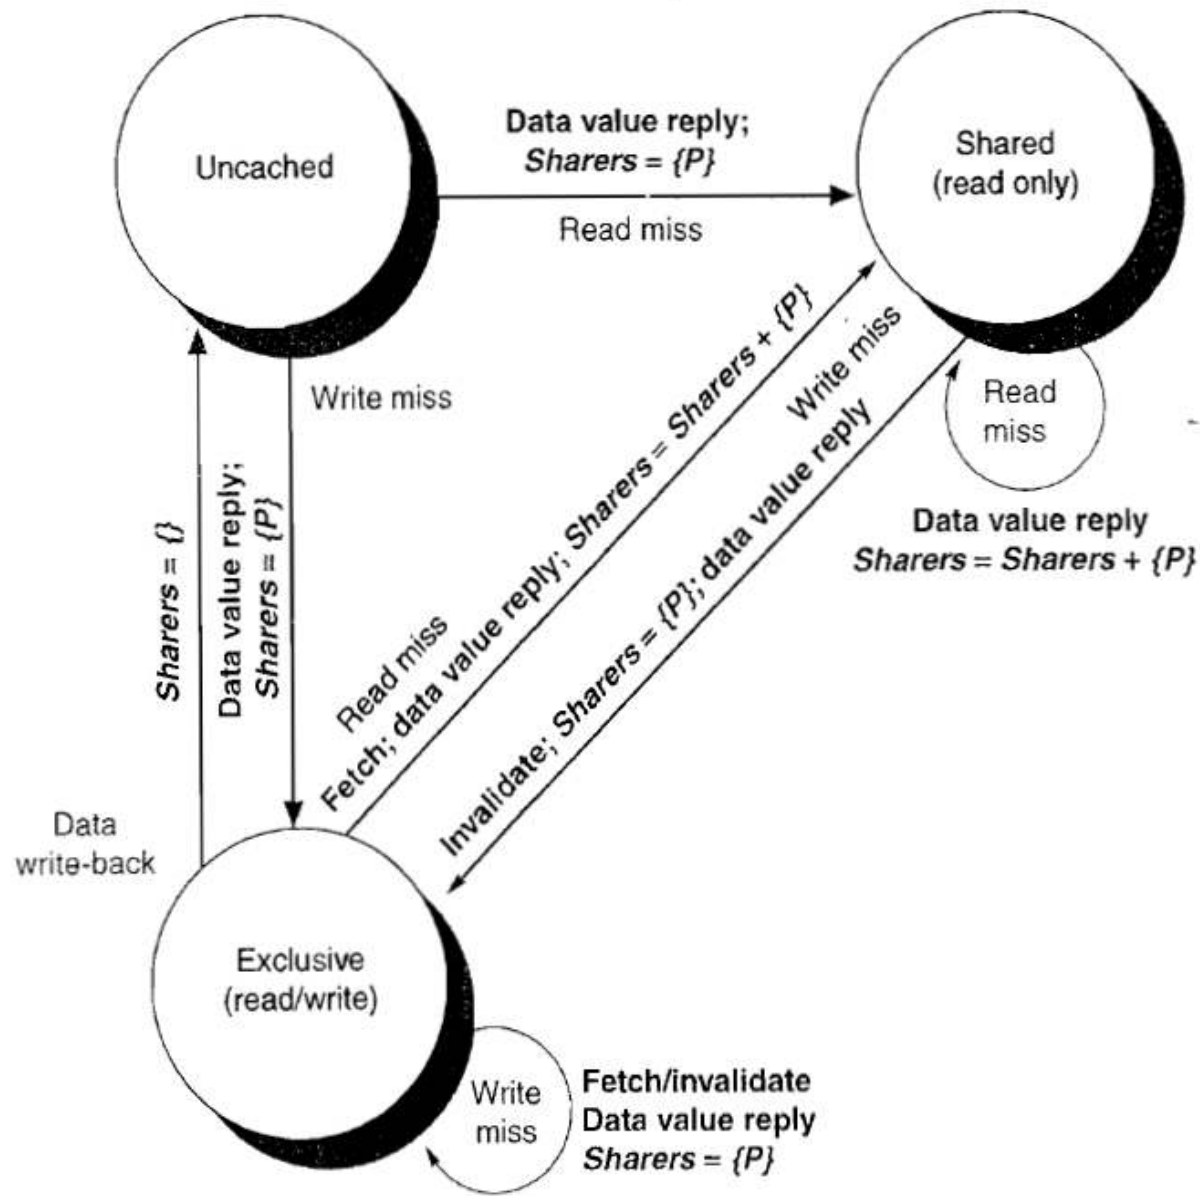 Uncached
Data value reply;
Sharers = {P}
Read miss
Shared
(read only)
Write miss
Sharers = {}
Data value reply;
Sharers = {P}
Read miss
Fetch; data value reply; Sharers = Sharers + {P}
Write miss
Invalidate; Sharers = {P}; data value reply
Read
miss
Data value reply
Sharers = Sharers + {P}
Data
write-back
Exclusive
(read/write)
Write
miss
Fetch/invalidate
Data value reply
Sharers = {P}